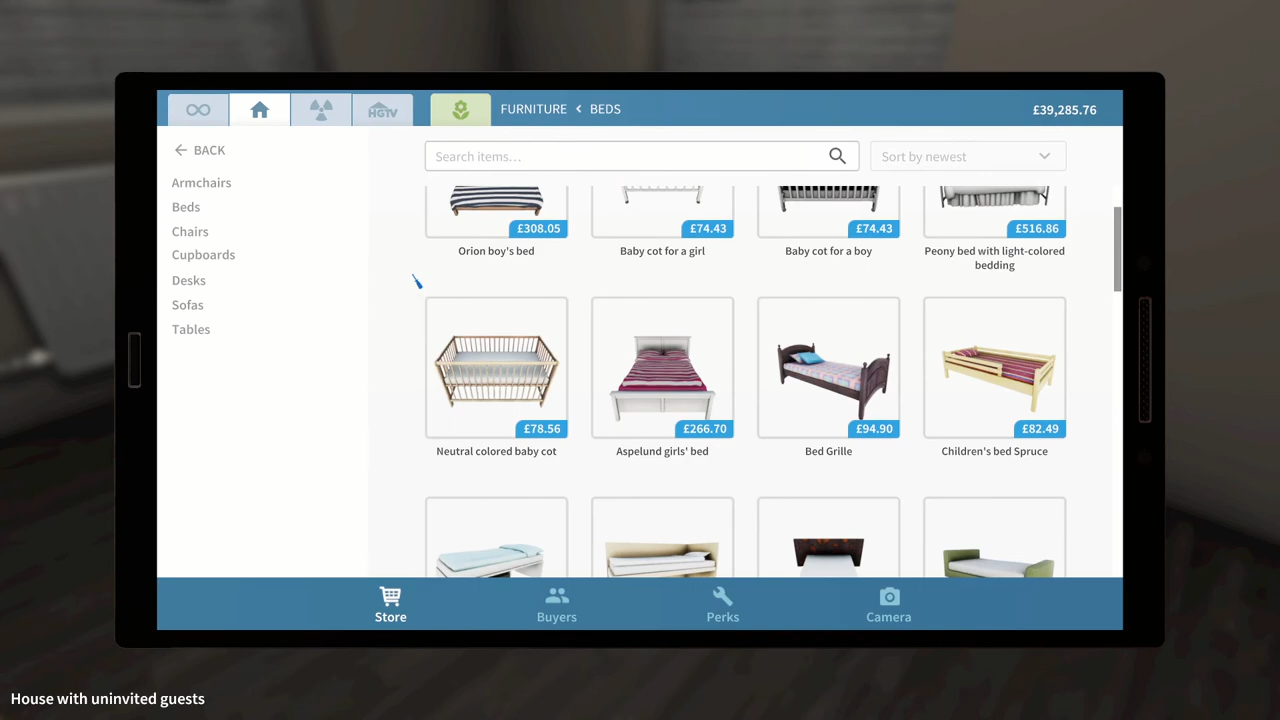 HGTV
FURNITURE < BEDS
£39,285.76
BACK
Search items...
Sort by newest
Armchairs
Beds
Chairs
Cupboards
Desks
Sofas
Tables
£308.05
£74.43
£74.43
£516.86
Orion boy's bed
Baby cot for a girl
Baby cot for a boy
Peony bed with light-colored
bedding
£78.56
£266.70
£94.90
£82.49
Neutral colored baby cot
Aspelund girls' bed
Bed Grille
Children's bed Spruce
Store
Buyers
Perks
Camera
House with uninvited guests